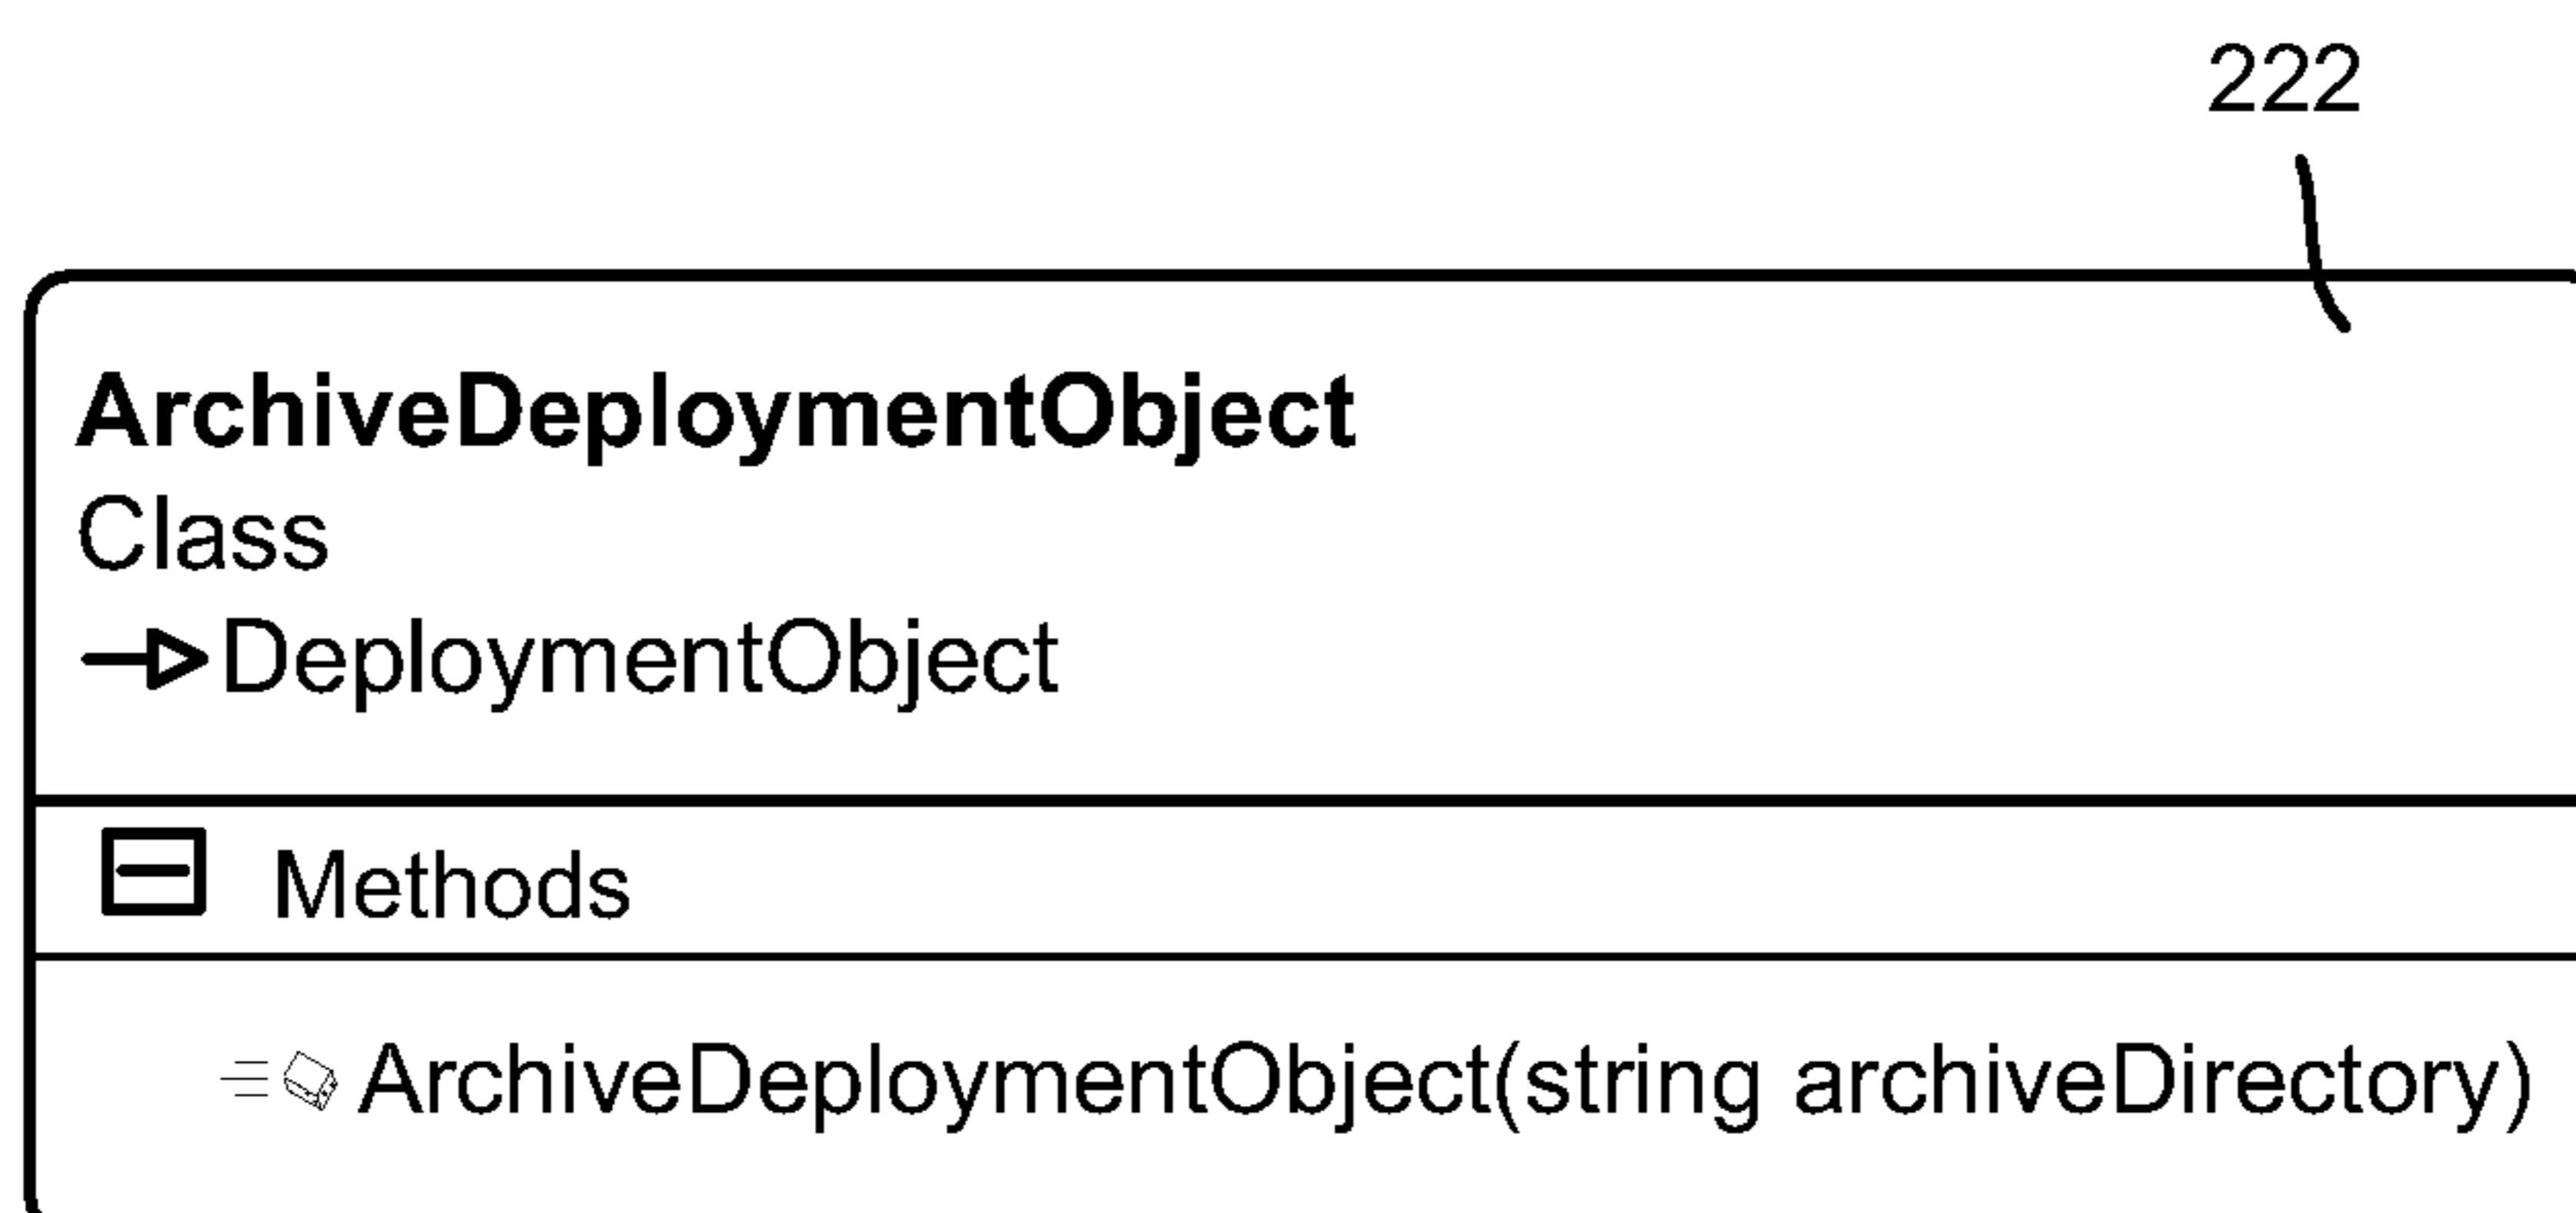 222
ArchiveDeploymentObject
Class
DeploymentObject
Methods
ArchiveDeploymentObject(string archiveDirectory)